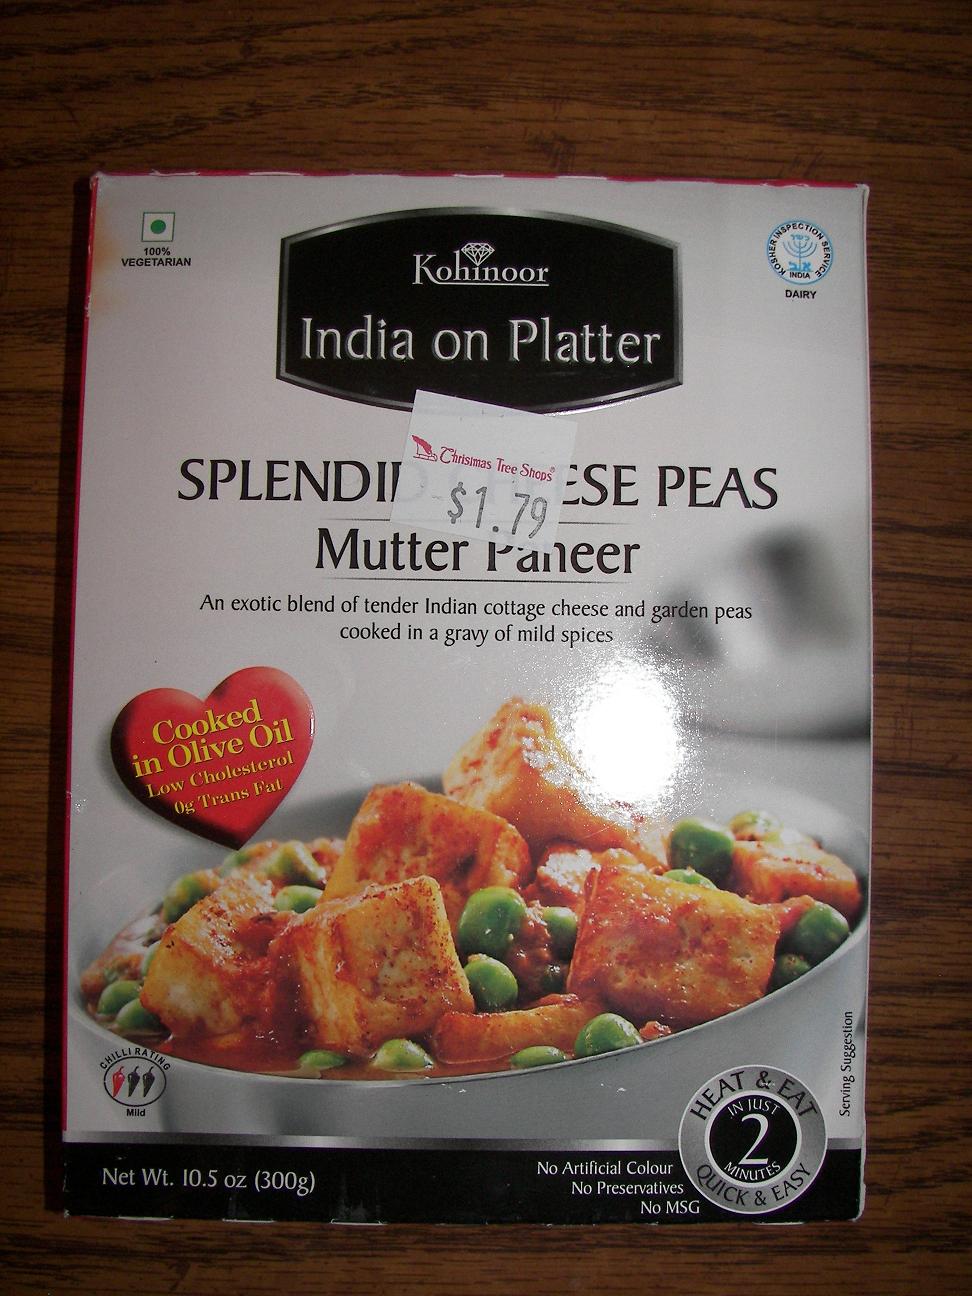 100%
VEGETARIAN
Kohinoor
India on Platter
KOSHER INSPECTION SERVICE
כשר
INDIA
DAIRY
Christmas Tree Shops®
$1.79
SPLENDID CHEESE PEAS
Mutter Paneer
An exotic blend of tender Indian cottage cheese and garden peas
cooked in a gravy of mild spices
Cooked
in Olive Oil
Low Cholesterol
0g Trans Fat
CHILLI RATING
Mild
Serving Suggestion
HEAT & EAT
IN JUST
2
MINUTES
QUICK & EASY
Net Wt. 10.5 oz (300g)
No Artificial Colour
No Preservatives
No MSG